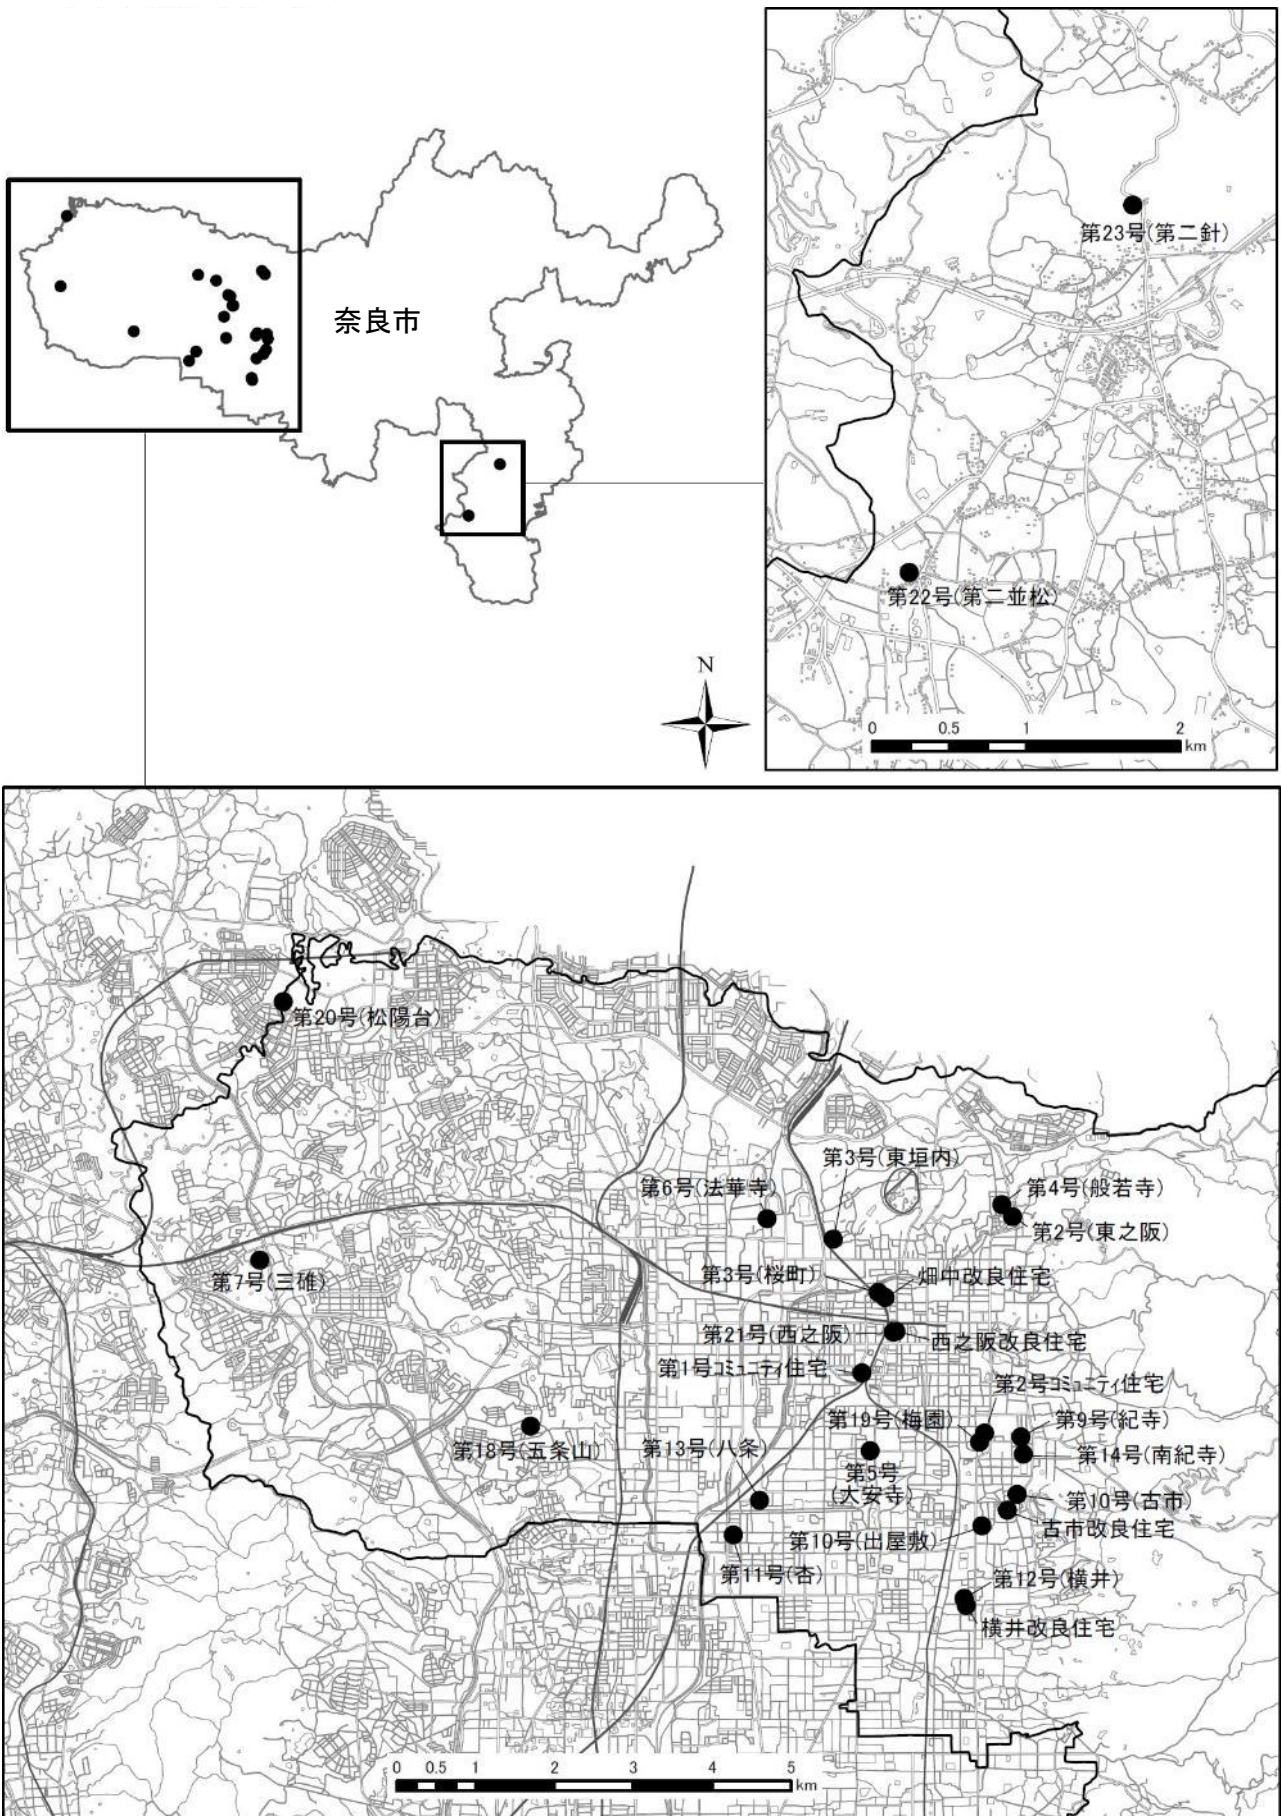 奈良市
第23号(第二針)
第22号(第二並松)
N
0 0.5 1 2
km
第20号(松陽台)
第3号(東垣内)
第6号(法華寺)
第4号(般若寺)
第2号(東之阪)
第7号(三碓)
第3号(桜町)
畑中改良住宅
第21号(西之阪)
西之阪改良住宅
第1号コミュニティ住宅
第2号コミュニティ住宅
第19号(梅園)
第9号(紀寺)
第18号(五条山)
第13号(八条)
第14号(南紀寺)
第5号
(大安寺)
第10号(古市)
古市改良住宅
第10号(出屋敷)
第11号(杏)
第12号(横井)
横井改良住宅
0 0.5 1 2 3 4 5
km